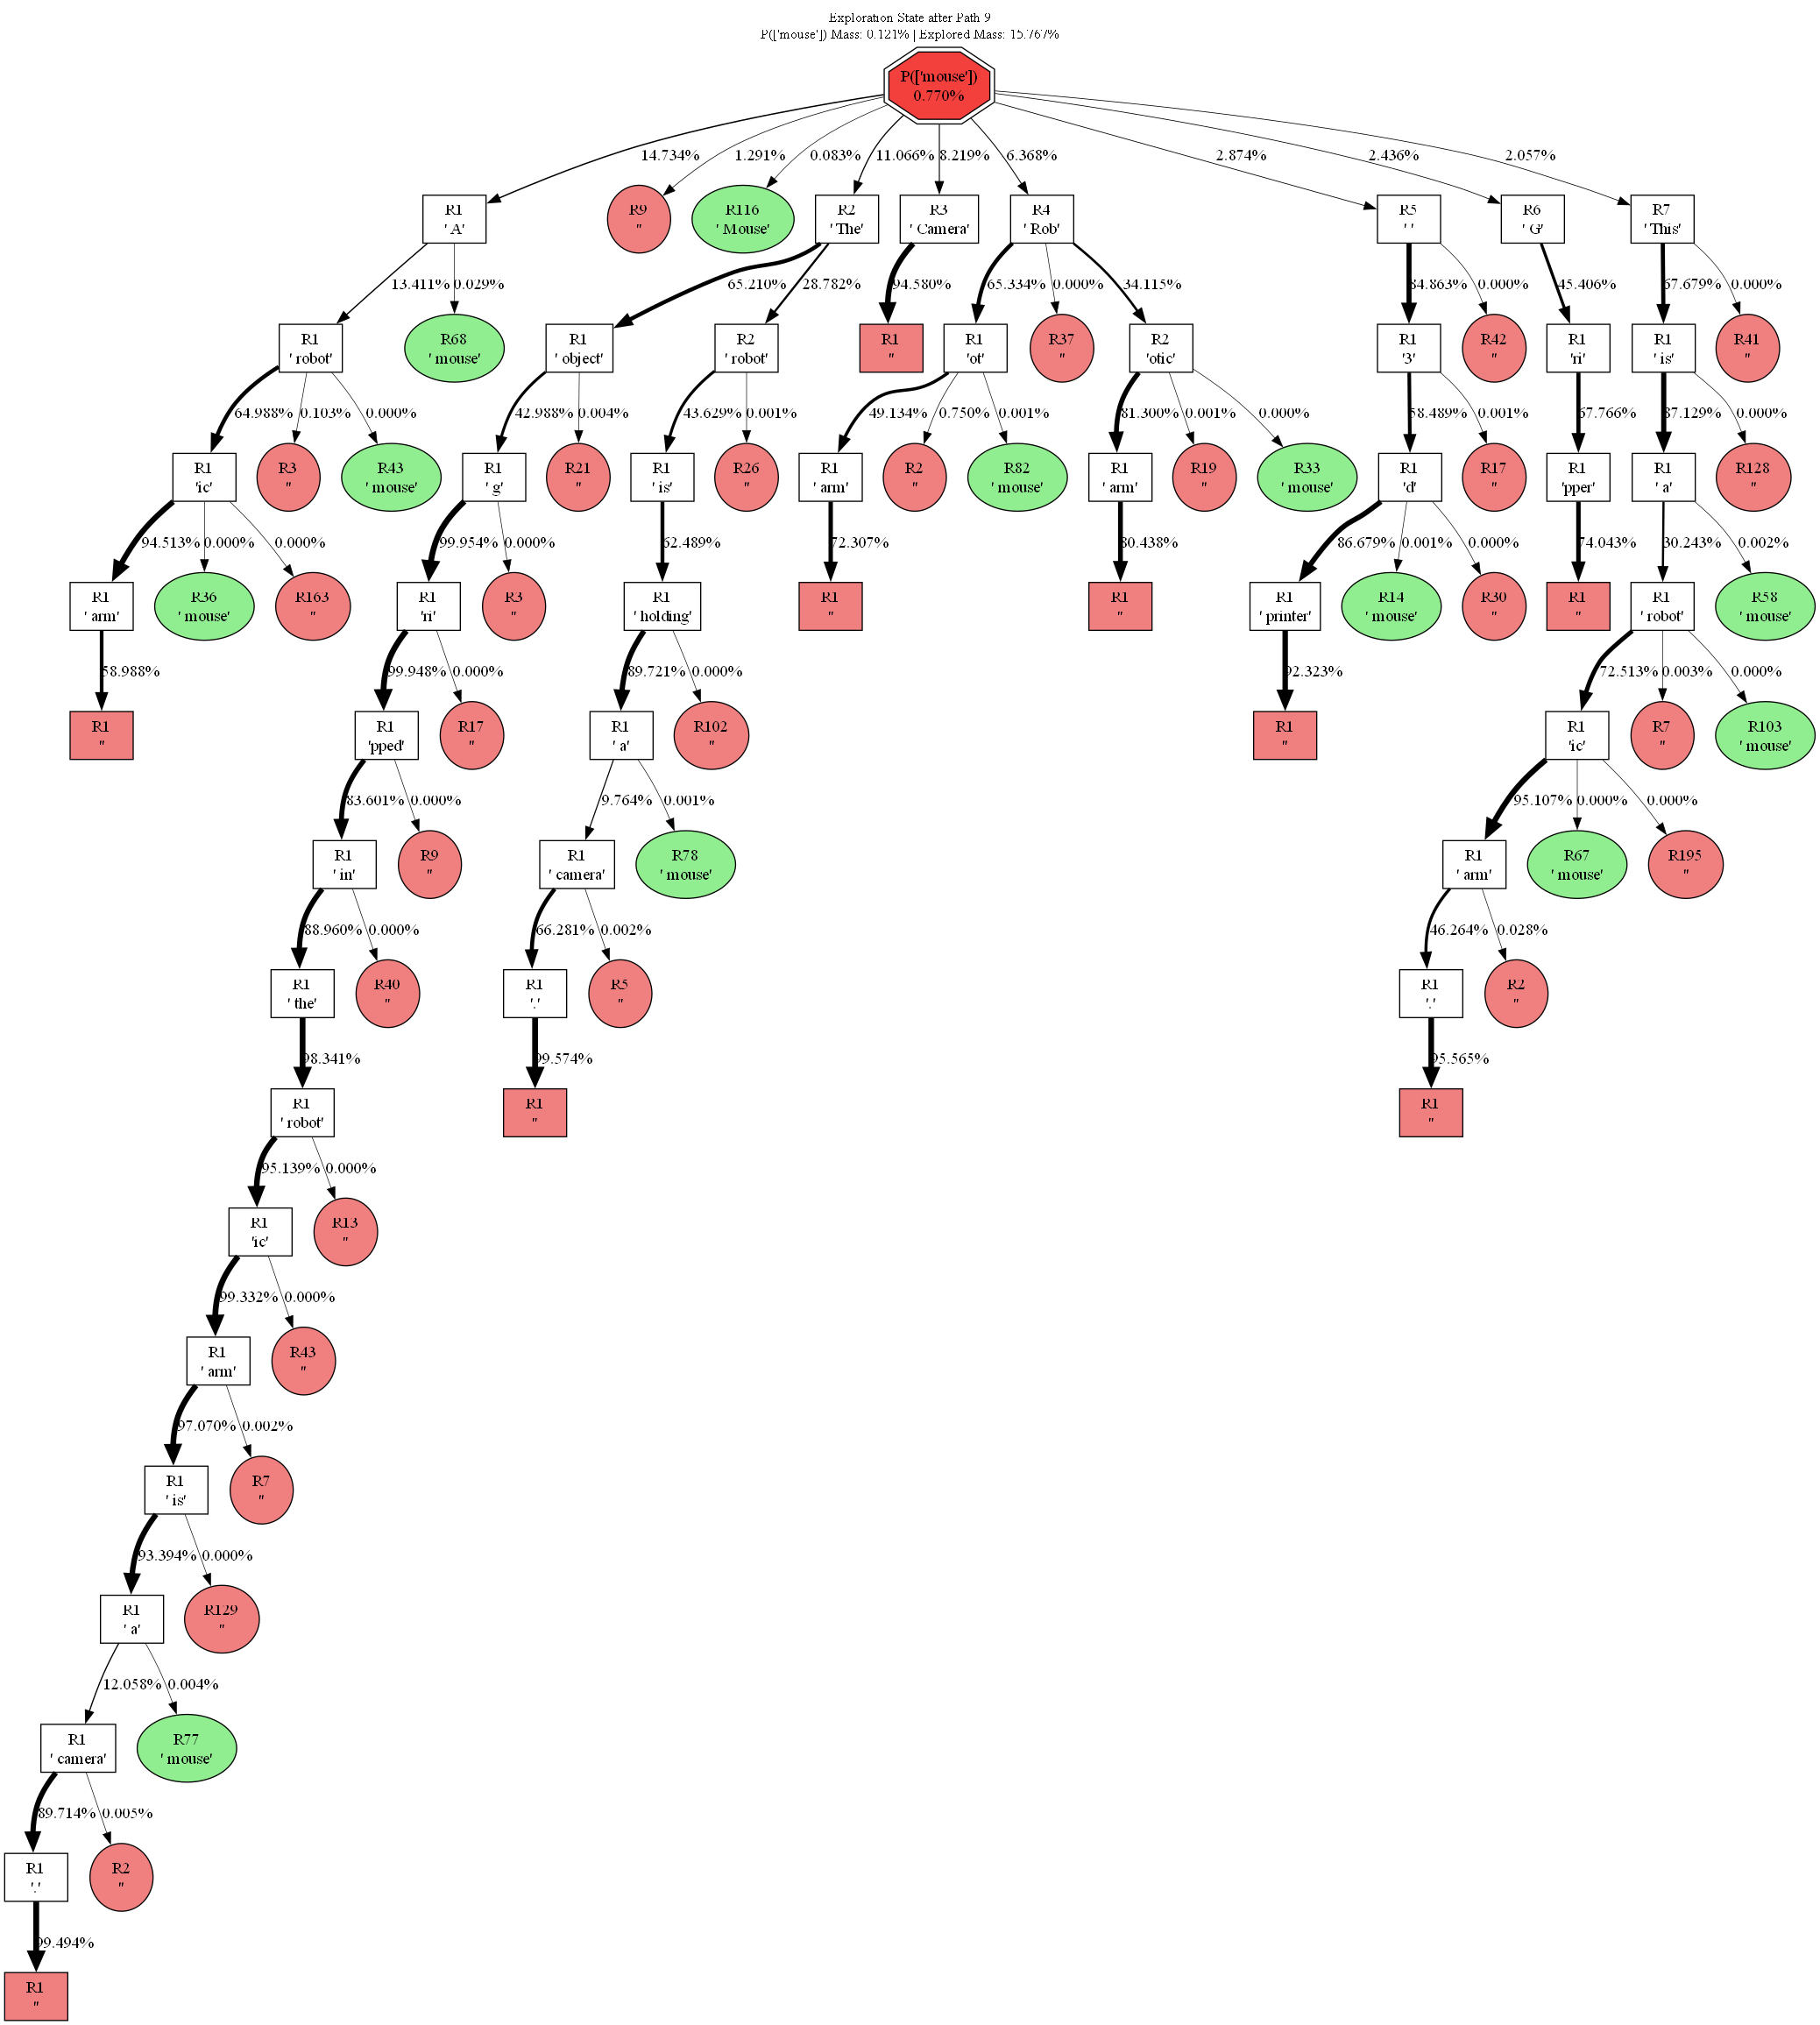 Exploration State after Path 9
P(['mouse']) Mass: 0.121% | Explored Mass: 15.767%
P(['mouse'])
0.770%
14.734% 1.291% 0.083% 11.066% 8.219% 6.368% 2.874% 2.436% 2.057%
R1 R9 R116 R2 R3 R4 R5 R6 R7
' A' '' ' Mouse' ' The' ' Camera' ' Rob' ' ' ' G' ' This'
13.411% 0.029% 65.210% 28.782% 94.580% 65.334% 0.000% 34.115% 84.863% 0.000% 45.406% 67.679% 0.000%
R1 R68 R1 R2 R1 R1 R37 R2 R1 R42 R1 R1 R41
' robot' ' mouse' ' object' ' robot' '' 'ot' '' 'otic' '3' '' 'ri' ' is' ''
64.988% 0.103% 0.000% 42.988% 0.004% 43.629% 0.001% 49.134% 0.750% 0.001% 81.300% 0.001% 0.000% 58.489% 0.001% 67.766% 87.129% 0.000%
R1 R3 R43 R1 R21 R1 R26 R1 R2 R82 R1 R19 R33 R1 R17 R1 R1 R128
'ic' '' ' mouse' ' g' '' ' is' '' ' arm' '' ' mouse' ' arm' '' ' mouse' 'd' '' 'pper' ' a' ''
94.513% 0.000% 0.000% 99.954% 0.000% 62.489% 72.307% 80.438% 86.679% 0.001% 0.000% 74.043% 30.243% 0.002%
R1 R36 R163 R1 R3 R1 R1 R1 R1 R14 R30 R1 R1 R58
' arm' ' mouse' '' 'ri' '' ' holding' '' '' ' printer' ' mouse' '' '' ' robot' ' mouse'
58.988% 99.948% 0.000% 89.721% 0.000% 92.323% 72.513% 0.003% 0.000%
R1 R1 R17 R1 R102 R1 R1 R7 R103
'' 'pped' '' ' a' '' '' 'ic' '' ' mouse'
83.601% 0.000% 9.764% 0.001% 95.107% 0.000% 0.000%
R1 R9 R1 R78 R1 R67 R195
' in' '' ' camera' ' mouse' ' arm' ' mouse' ''
88.960% 0.000% 66.281% 0.002% 46.264% 0.028%
R1 R40 R1 R5 R1 R2
' the' '' '.' '' '.' ''
98.341% 99.574% 95.565%
R1 R1 R1
' robot' '' ''
95.139% 0.000%
R1 R13
'ic' ''
99.332% 0.000%
R1 R43
' arm' ''
97.070% 0.002%
R1 R7
' is' ''
93.394% 0.000%
R1 R129
' a' ''
12.058% 0.004%
R1 R77
' camera' ' mouse'
89.714% 0.005%
R1 R2
'.' ''
99.494%
R1
''